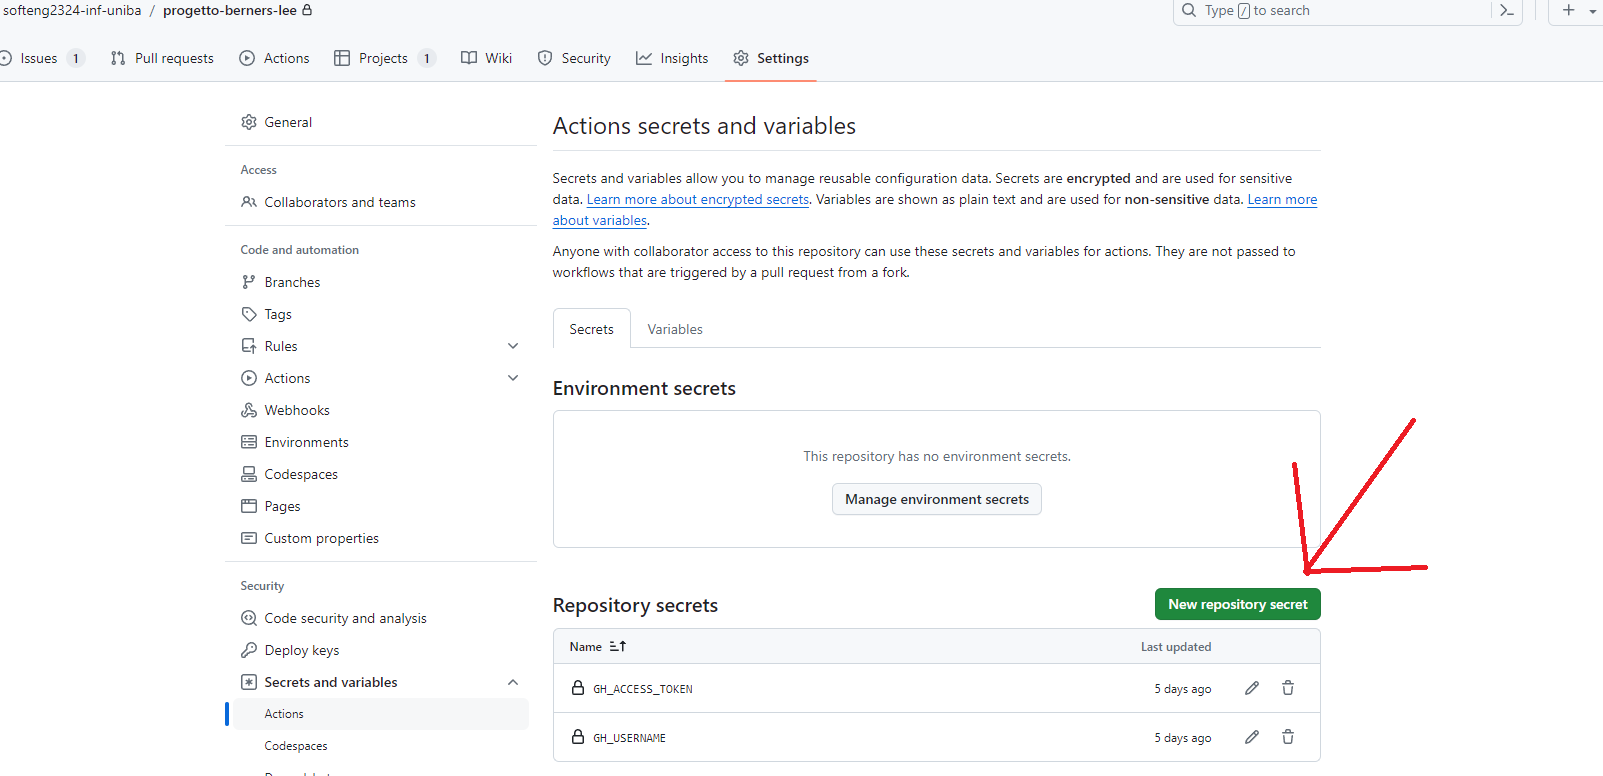 softeng2324-inf-uniba / progetto-berners-lee
Type / to search
Issues 1 Pull requests Actions Projects 1 Wiki Security Insights Settings
General
Access
Collaborators and teams
Code and automation
Branches
Tags
Rules
Actions
Webhooks
Environments
Codespaces
Pages
Custom properties
Security
Code security and analysis
Deploy keys
Secrets and variables
Actions
Codespaces
Actions secrets and variables
Secrets and variables allow you to manage reusable configuration data. Secrets are encrypted and are used for sensitive
data. Learn more about encrypted secrets. Variables are shown as plain text and are used for non-sensitive data. Learn more
about variables.
Anyone with collaborator access to this repository can use these secrets and variables for actions. They are not passed to
workflows that are triggered by a pull request from a fork.
Secrets Variables
Environment secrets
This repository has no environment secrets.
Manage environment secrets
Repository secrets New repository secret
Name Last updated
GH_ACCESS_TOKEN 5 days ago
GH_USERNAME 5 days ago